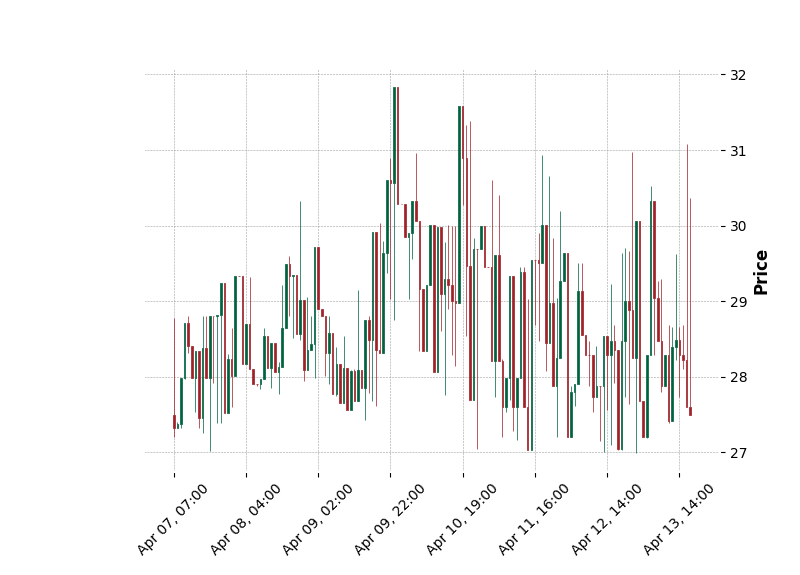 32
31
30
29
28
27
Price
Apr 07, 07:00
Apr 08, 04:00
Apr 09, 02:00
Apr 09, 22:00
Apr 10, 19:00
Apr 11, 16:00
Apr 12, 14:00
Apr 13, 14:00